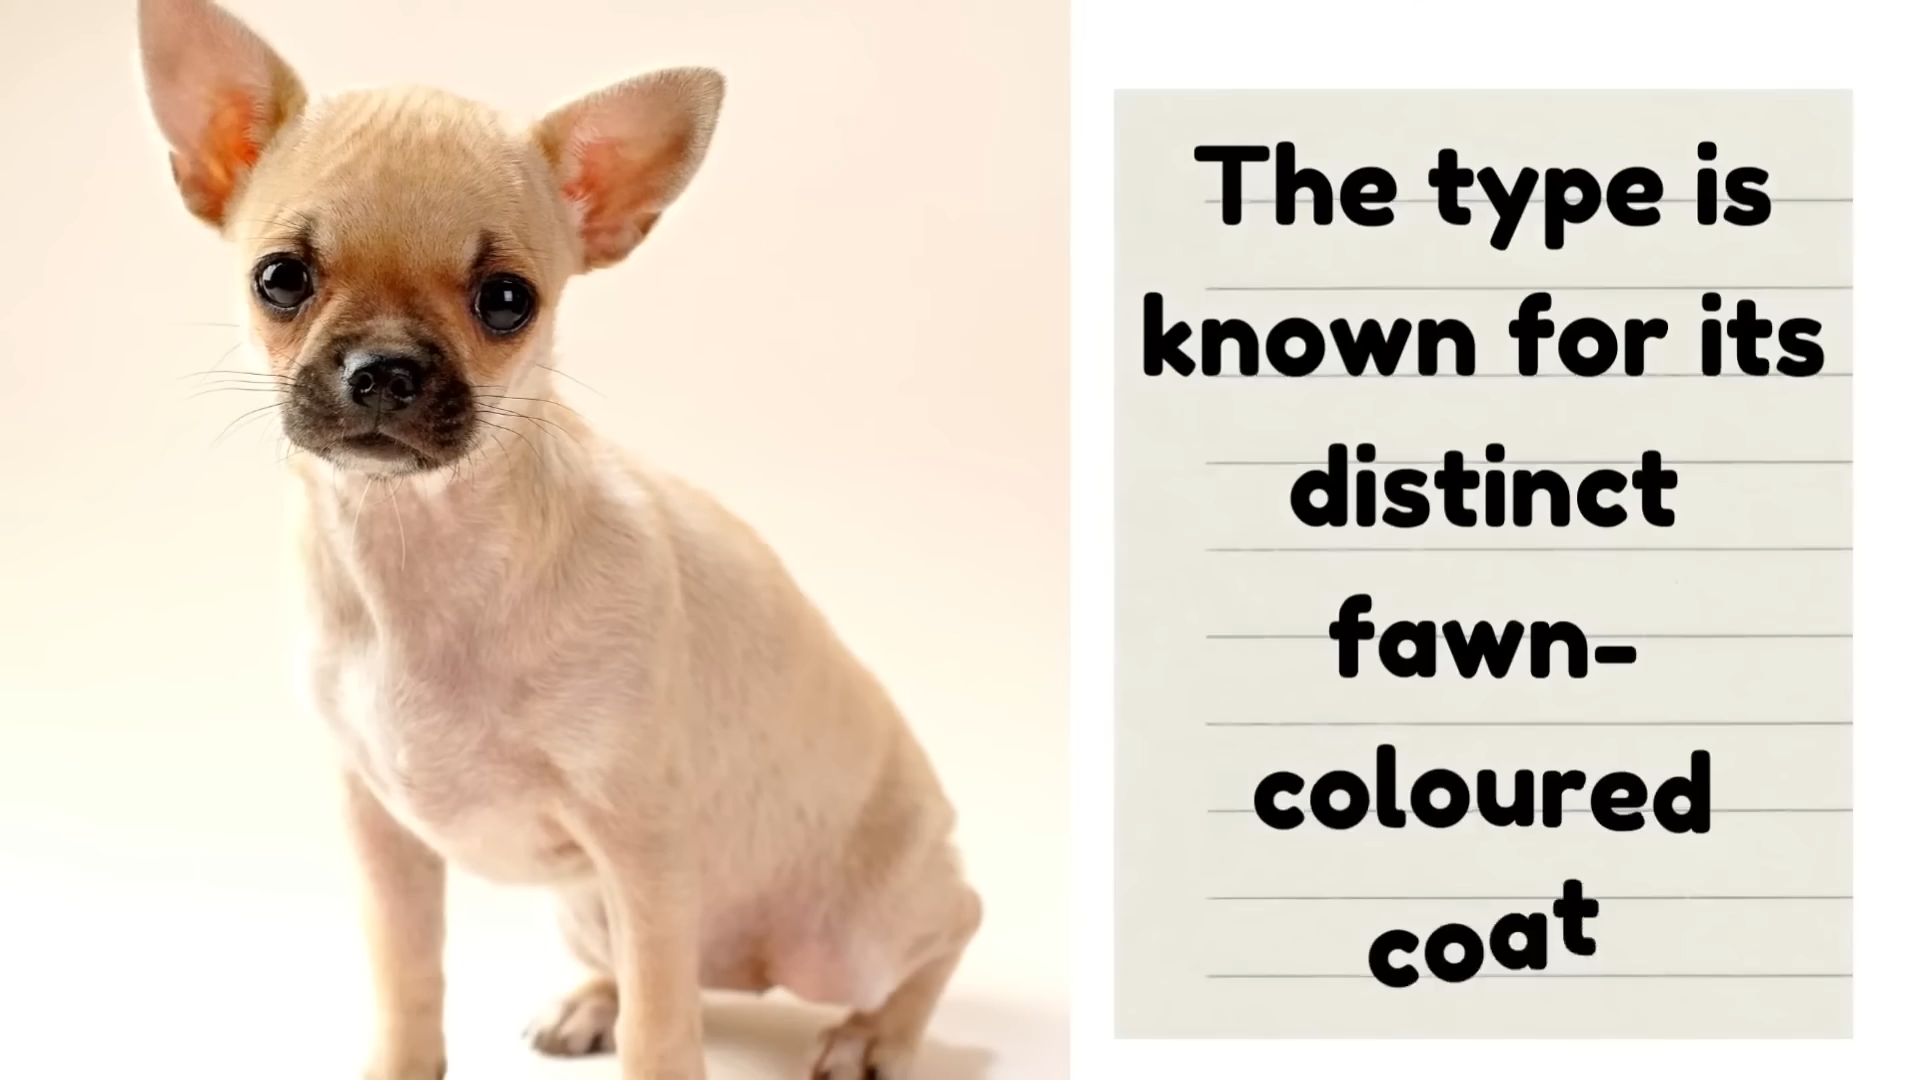 The type is
known for its
distinct
fawn-
coloured
coat